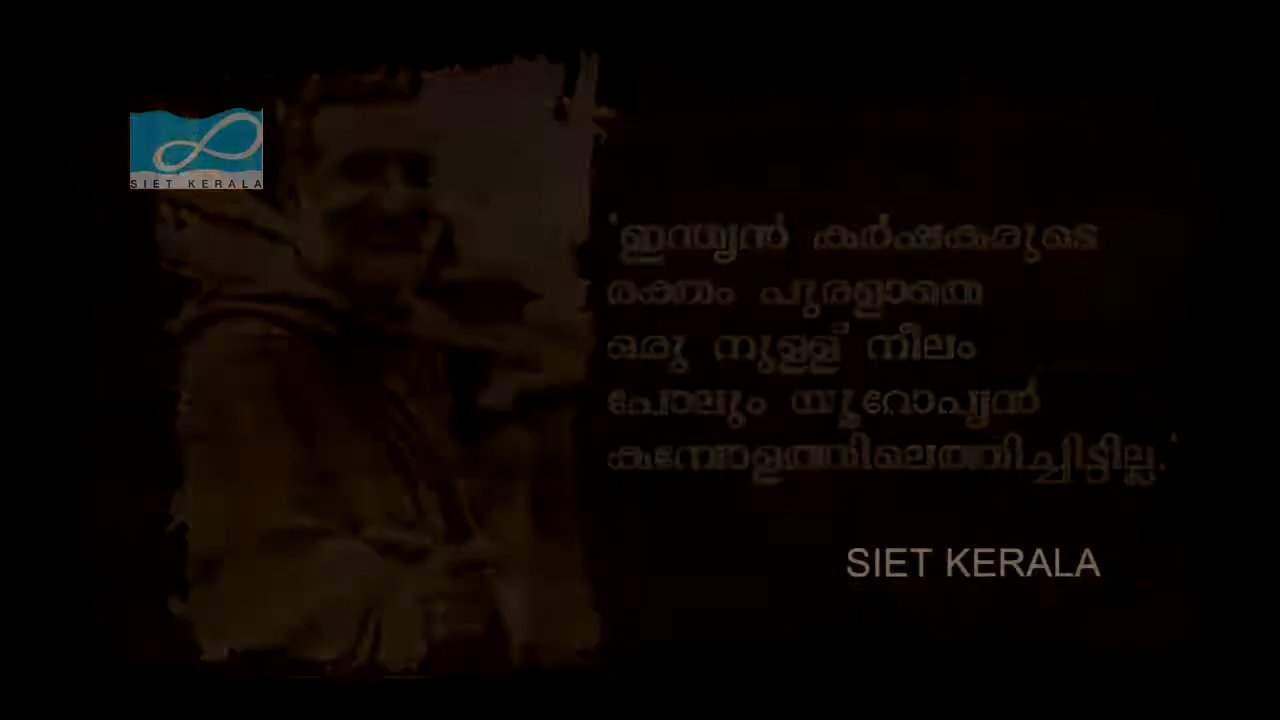 SIET KERALA
'ഇന്ത്യൻ കർഷകരുടെ
രക്തം പുരളാതെ
ഒരു നുള്ള് നീലം
പോലും യൂറോപ്യൻ
കമ്പോളത്തിലെത്തിച്ചിട്ടില്ല.'
SIET KERALA